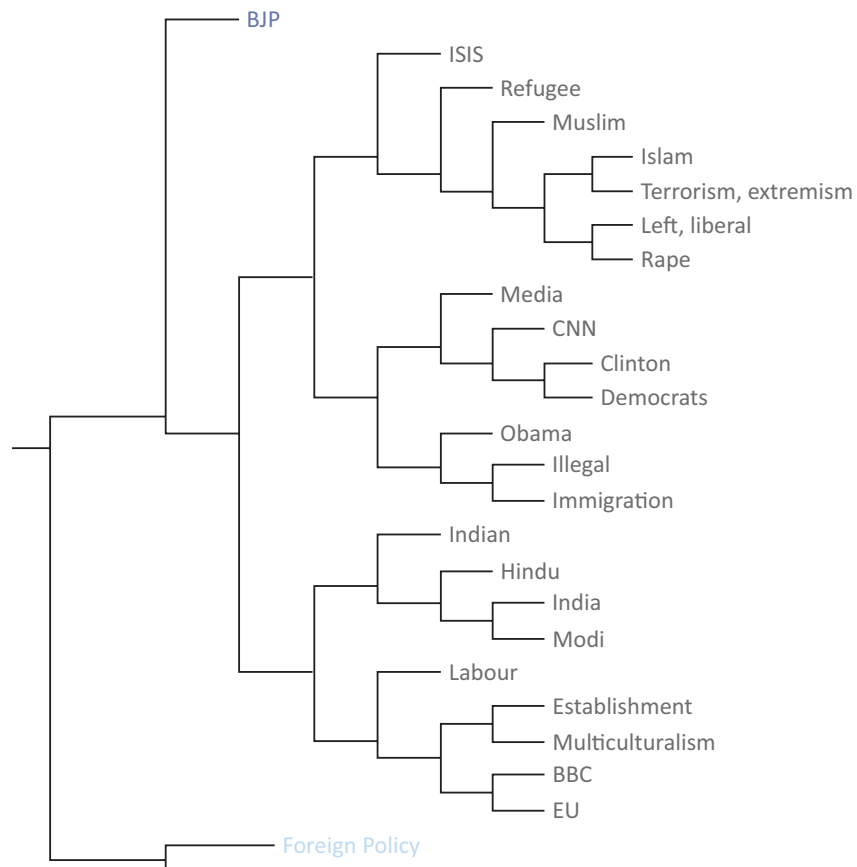 BJP
ISIS
Refugee
Muslim
Islam
Terrorism, extremism
Left, liberal
Rape
Media
CNN
Clinton
Democrats
Obama
Illegal
Immigration
Indian
Hindu
India
Modi
Labour
Establishment
Multiculturalism
BBC
EU
Foreign Policy